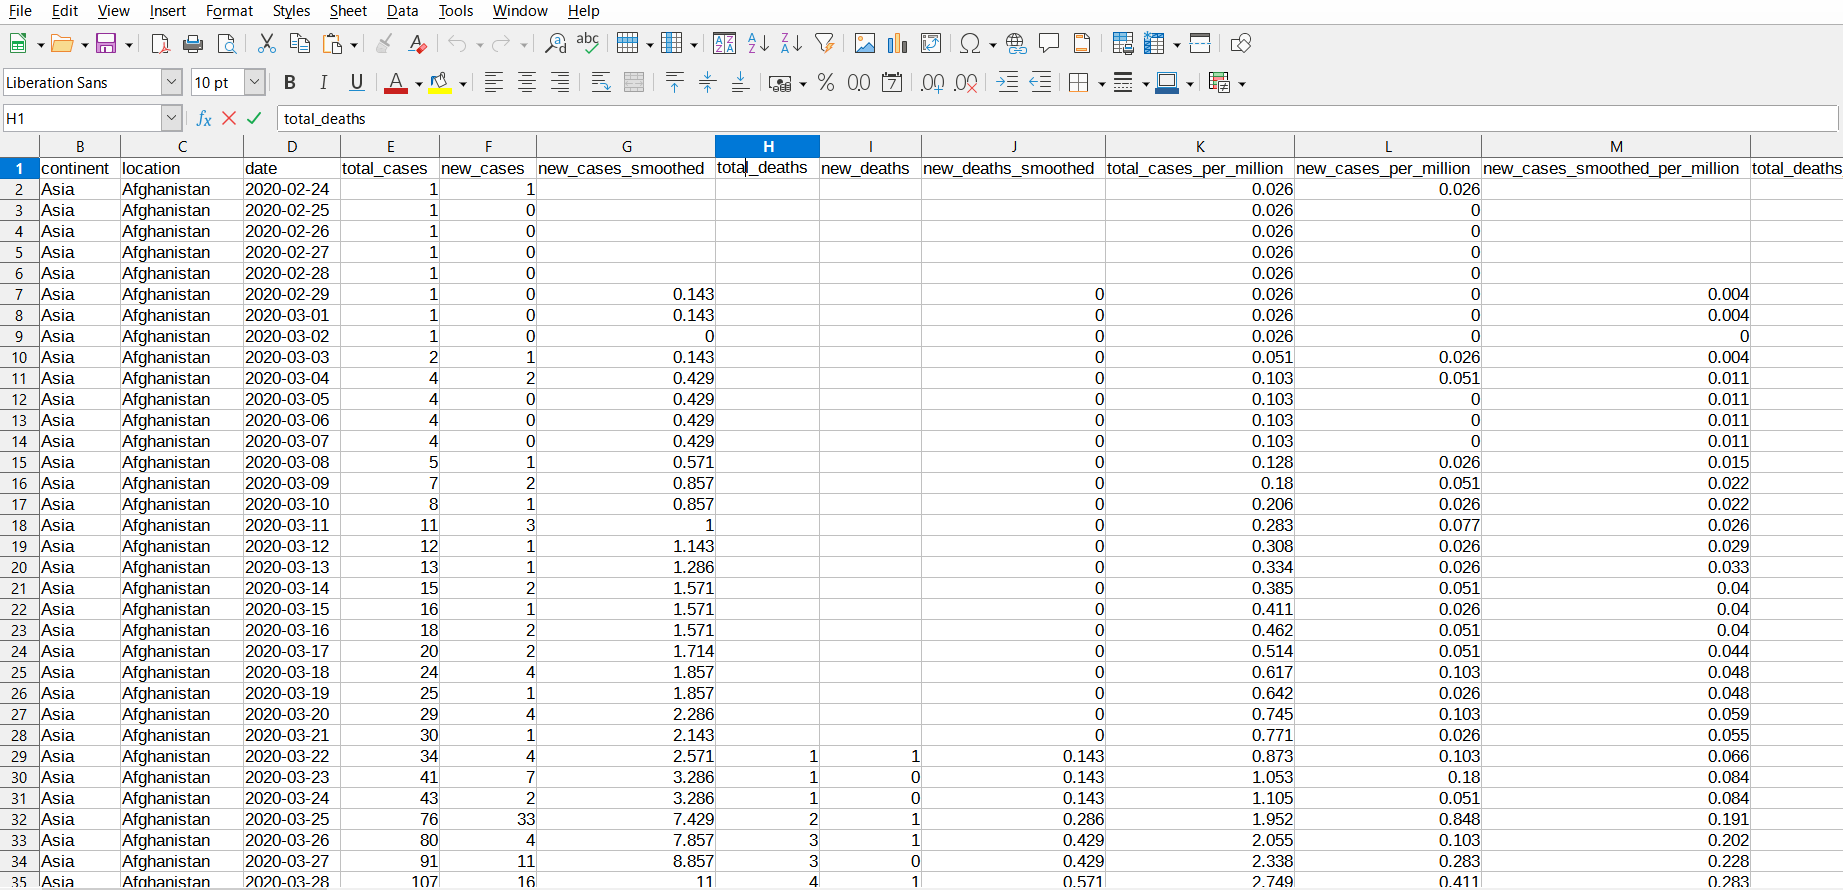 File Edit View Insert Format Styles Sheet Data Tools Window Help
Liberation Sans 10 pt B I U A
H1 fx total_deaths
B C D E F G H I J K L M
1 continent location date total_cases new_cases new_cases_smoothed total_deaths new_deaths new_deaths_smoothed total_cases_per_million new_cases_per_million new_cases_smoothed_per_million total_deaths
2 Asia Afghanistan 2020-02-24 1 1 0.026 0.026
3 Asia Afghanistan 2020-02-25 1 0 0.026 0
4 Asia Afghanistan 2020-02-26 1 0 0.026 0
5 Asia Afghanistan 2020-02-27 1 0 0.026 0
6 Asia Afghanistan 2020-02-28 1 0 0.026 0
7 Asia Afghanistan 2020-02-29 1 0 0.143 0 0.026 0 0.004
8 Asia Afghanistan 2020-03-01 1 0 0.143 0 0.026 0 0.004
9 Asia Afghanistan 2020-03-02 1 0 0 0 0.026 0 0
10 Asia Afghanistan 2020-03-03 2 1 0.143 0 0.051 0.026 0.004
11 Asia Afghanistan 2020-03-04 4 2 0.429 0 0.103 0.051 0.011
12 Asia Afghanistan 2020-03-05 4 0 0.429 0 0.103 0 0.011
13 Asia Afghanistan 2020-03-06 4 0 0.429 0 0.103 0 0.011
14 Asia Afghanistan 2020-03-07 4 0 0.429 0 0.103 0 0.011
15 Asia Afghanistan 2020-03-08 5 1 0.571 0 0.128 0.026 0.015
16 Asia Afghanistan 2020-03-09 7 2 0.857 0 0.18 0.051 0.022
17 Asia Afghanistan 2020-03-10 8 1 0.857 0 0.206 0.026 0.022
18 Asia Afghanistan 2020-03-11 11 3 1 0 0.283 0.077 0.026
19 Asia Afghanistan 2020-03-12 12 1 1.143 0 0.308 0.026 0.029
20 Asia Afghanistan 2020-03-13 13 1 1.286 0 0.334 0.026 0.033
21 Asia Afghanistan 2020-03-14 15 2 1.571 0 0.385 0.051 0.04
22 Asia Afghanistan 2020-03-15 16 1 1.571 0 0.411 0.026 0.04
23 Asia Afghanistan 2020-03-16 18 2 1.571 0 0.462 0.051 0.04
24 Asia Afghanistan 2020-03-17 20 2 1.714 0 0.514 0.051 0.044
25 Asia Afghanistan 2020-03-18 24 4 1.857 0 0.617 0.103 0.048
26 Asia Afghanistan 2020-03-19 25 1 1.857 0 0.642 0.026 0.048
27 Asia Afghanistan 2020-03-20 29 4 2.286 0 0.745 0.103 0.059
28 Asia Afghanistan 2020-03-21 30 1 2.143 0 0.771 0.026 0.055
29 Asia Afghanistan 2020-03-22 34 4 2.571 1 1 0.143 0.873 0.103 0.066
30 Asia Afghanistan 2020-03-23 41 7 3.286 1 0 0.143 1.053 0.18 0.084
31 Asia Afghanistan 2020-03-24 43 2 3.286 1 0 0.143 1.105 0.051 0.084
32 Asia Afghanistan 2020-03-25 76 33 7.429 2 1 0.286 1.952 0.848 0.191
33 Asia Afghanistan 2020-03-26 80 4 7.857 3 1 0.429 2.055 0.103 0.202
34 Asia Afghanistan 2020-03-27 91 11 8.857 3 0 0.429 2.338 0.283 0.228
35 Asia Afghanistan 2020-03-28 107 16 11 4 1 0.571 2.749 0.411 0.283